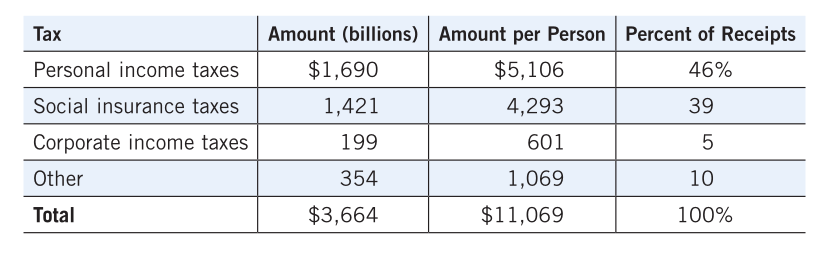 Tax Amount (billions) Amount per Person Percent of Receipts
Personal income taxes $1,690 $5,106 46%
Social insurance taxes 1,421 4,293 39
Corporate income taxes 199 601 5
Other 354 1,069 10
Total $3,664 $11,069 100%